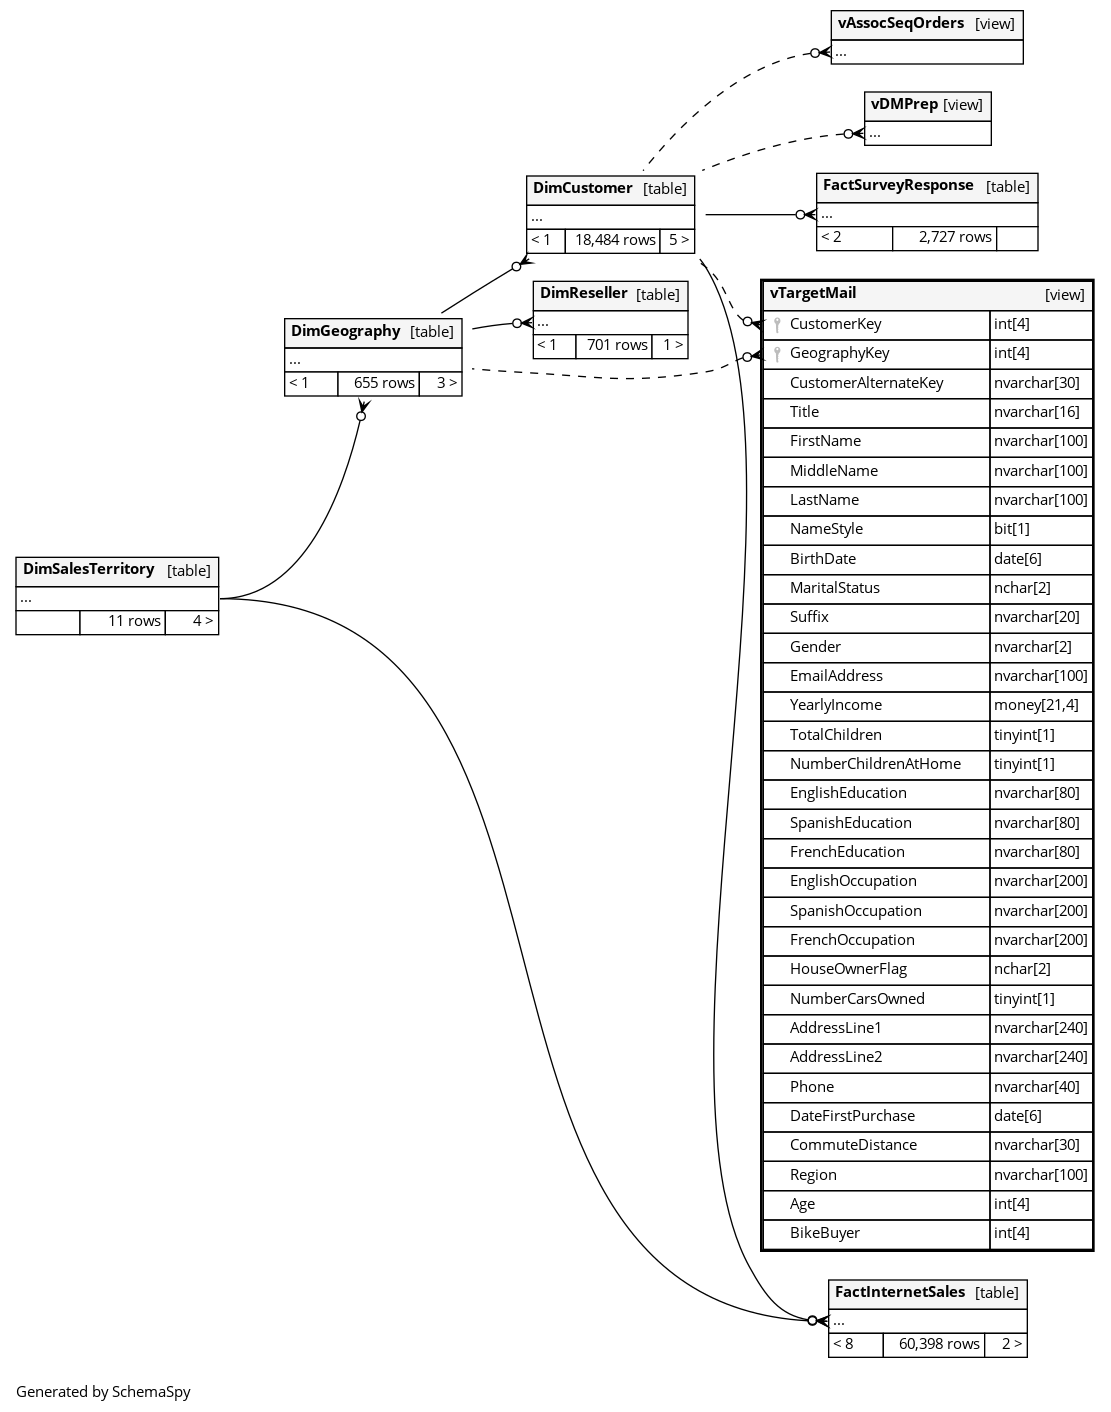 vAssocSeqOrders [view]
...
vDMPrep [view]
...
DimCustomer [table]
...
< 1 18,484 rows 5 >
FactSurveyResponse [table]
...
< 2 2,727 rows
DimReseller [table]
...
< 1 701 rows 1 >
DimGeography [table]
...
< 1 655 rows 3 >
DimSalesTerritory [table]
...
11 rows 4 >
vTargetMail [view]
CustomerKey int[4]
GeographyKey int[4]
CustomerAlternateKey nvarchar[30]
Title nvarchar[16]
FirstName nvarchar[100]
MiddleName nvarchar[100]
LastName nvarchar[100]
NameStyle bit[1]
BirthDate date[6]
MaritalStatus nchar[2]
Suffix nvarchar[20]
Gender nvarchar[2]
EmailAddress nvarchar[100]
YearlyIncome money[21,4]
TotalChildren tinyint[1]
NumberChildrenAtHome tinyint[1]
EnglishEducation nvarchar[80]
SpanishEducation nvarchar[80]
FrenchEducation nvarchar[80]
EnglishOccupation nvarchar[200]
SpanishOccupation nvarchar[200]
FrenchOccupation nvarchar[200]
HouseOwnerFlag nchar[2]
NumberCarsOwned tinyint[1]
AddressLine1 nvarchar[240]
AddressLine2 nvarchar[240]
Phone nvarchar[40]
DateFirstPurchase date[6]
CommuteDistance nvarchar[30]
Region nvarchar[100]
Age int[4]
BikeBuyer int[4]
FactInternetSales [table]
...
< 8 60,398 rows 2 >
Generated by SchemaSpy